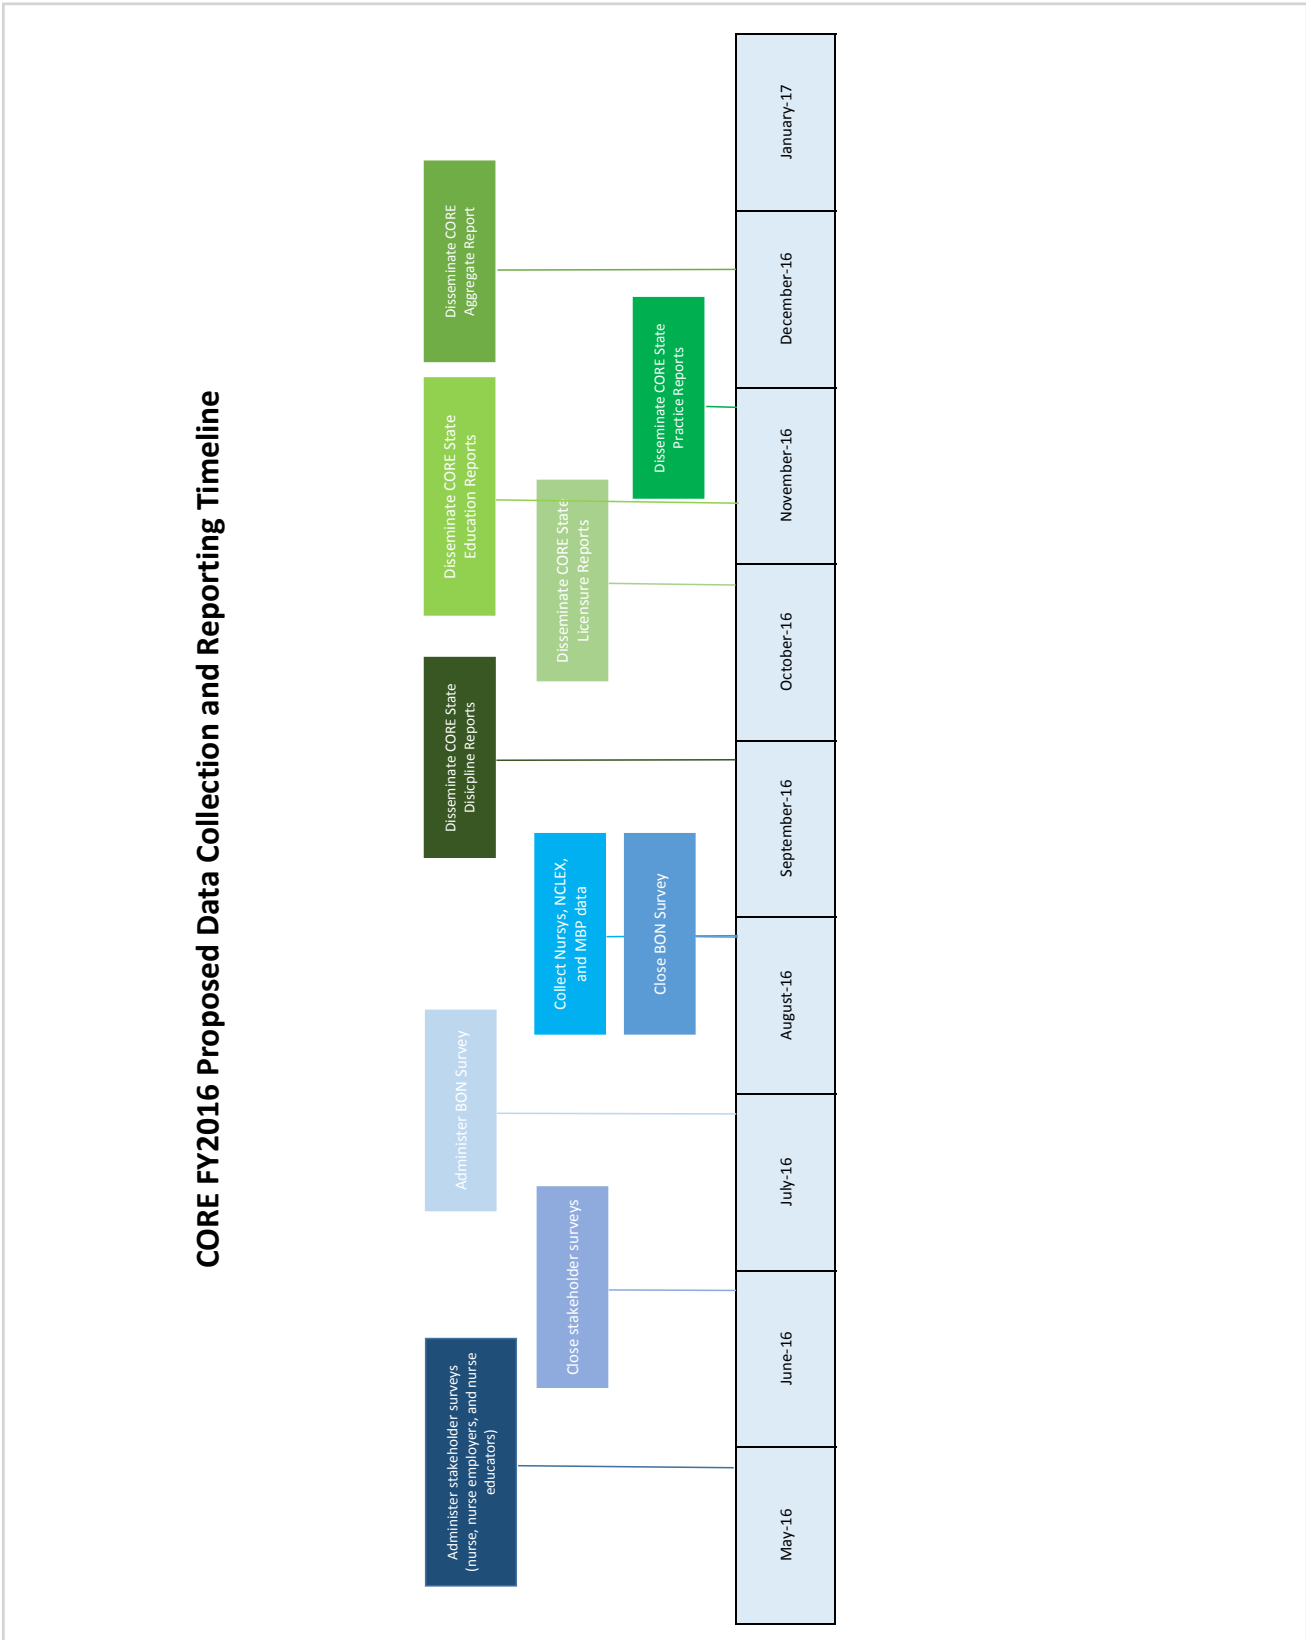 CORE FY2016 Proposed Data Collection and Reporting Timeline
Administer stakeholder surveys
(nurse, nurse employers, and nurse
educators)
Close stakeholder surveys
Administer BON Survey
Collect Nursys, NCLEX,
and MBP data
Close BON Survey
Disseminate CORE State
Disicpline Reports
Disseminate CORE State
Licensure Reports
Disseminate CORE State
Education Reports
Disseminate CORE State
Practice Reports
Disseminate CORE
Aggregate Report
May-16
June-16
July-16
August-16
September-16
October-16
November-16
December-16
January-17